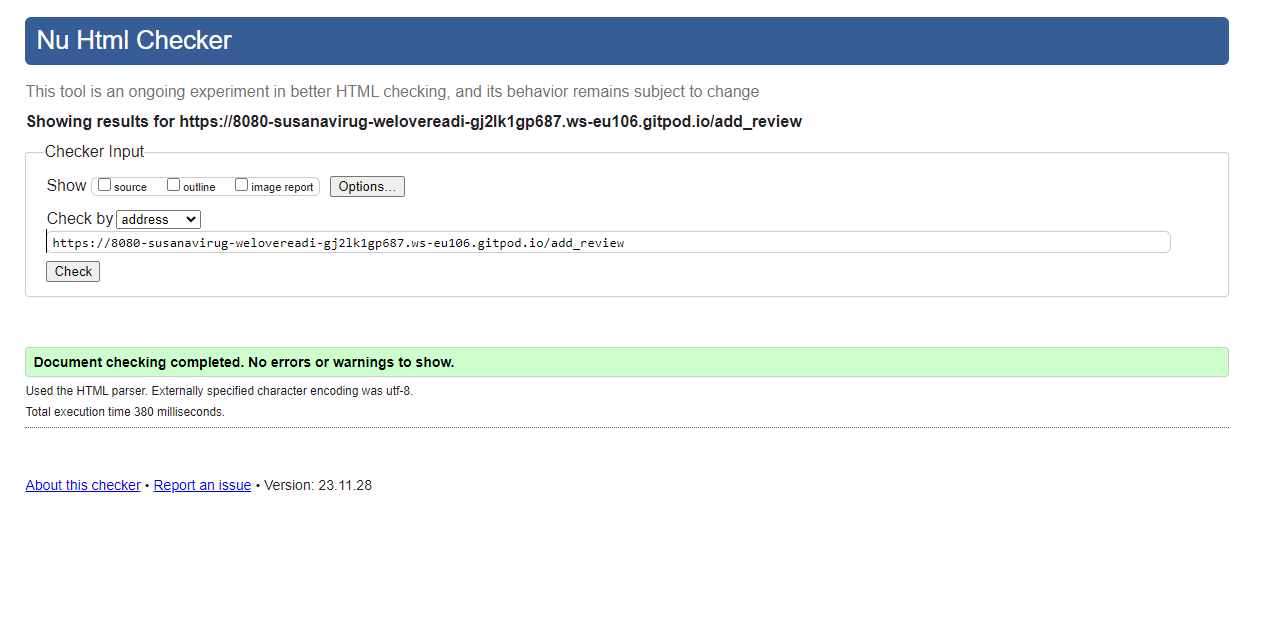 Nu Html Checker
This tool is an ongoing experiment in better HTML checking, and its behavior remains subject to change
Showing results for https://8080-susanavirug-welovereadi-gj2lk1gp687.ws-eu106.gitpod.io/add_review
Checker Input
Show source outline image report Options...
Check by address
https://8080-susanavirug-welovereadi-gj2lk1gp687.ws-eu106.gitpod.io/add_review
Check
Document checking completed. No errors or warnings to show.
Used the HTML parser. Externally specified character encoding was utf-8.
Total execution time 380 milliseconds.
About this checker • Report an issue • Version: 23.11.28